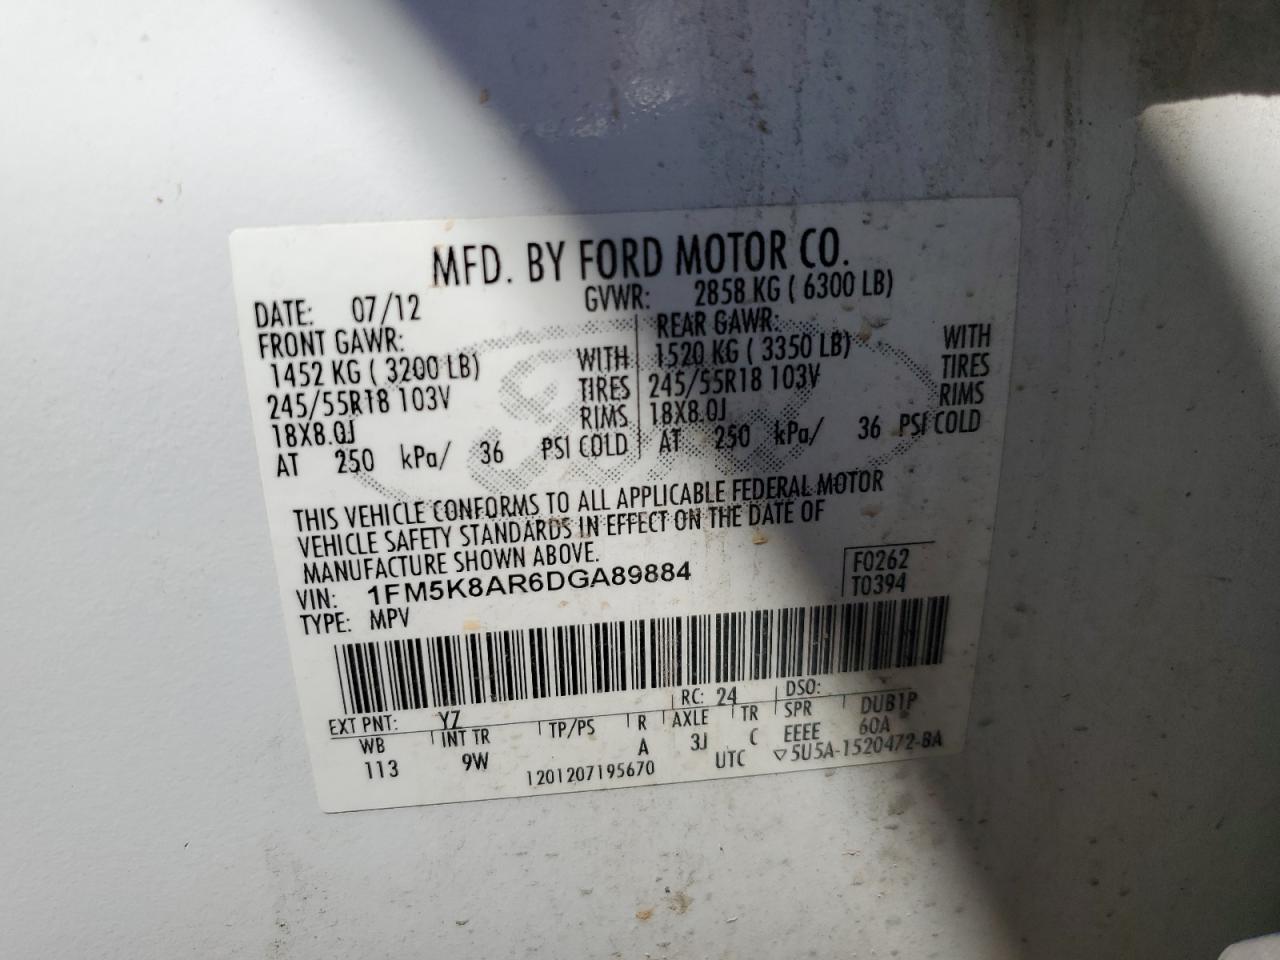 MFD. BY FORD MOTOR CO.
DATE: 07/12 GVWR: 2858 KG ( 6300 LB)
FRONT GAWR: REAR GAWR:
1452 KG ( 3200 LB) WITH 1520 KG ( 3350 LB) WITH
245/55R18 103V TIRES 245/55R18 103V TIRES
18X8.0J RIMS 18X8.0J RIMS
AT 250 kPa/ 36 PSI COLD AT 250 kPa/ 36 PSI COLD
THIS VEHICLE CONFORMS TO ALL APPLICABLE FEDERAL MOTOR
VEHICLE SAFETY STANDARDS IN EFFECT ON THE DATE OF
MANUFACTURE SHOWN ABOVE.
VIN: 1FM5K8AR6DGA89884 F0262
TYPE: MPV T0394
EXT PNT: YZ RC: 24 DSO:
WB INT TR TP/PS R AXLE TR SPR DUB1P
113 9W A 3J C EEEE 60A
1201207195670 UTC ▽5U5A-1520472-BA